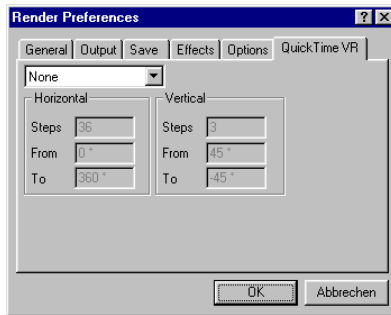 Render Preferences
General Output Save Effects Options QuickTime VR
None
Horizontal Vertical
Steps 36 Steps 3
From 0 ° From 45 °
To 360 ° To -45 °
OK Abbrechen